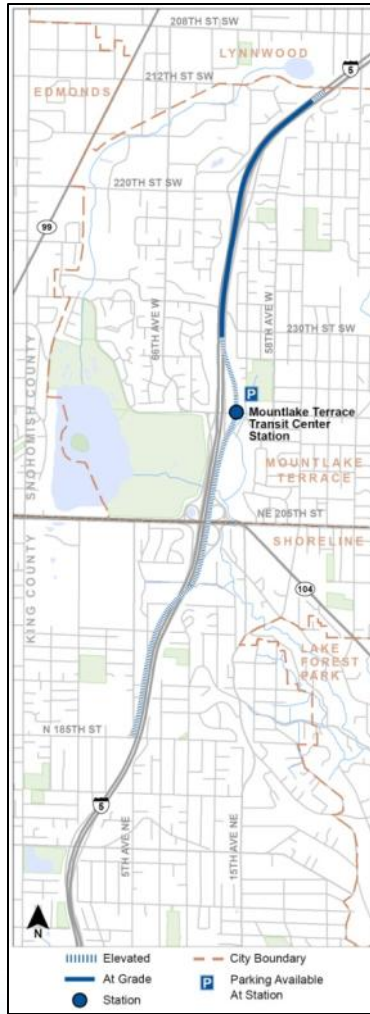 208TH ST SW
LYNNWOOD
5
212TH ST SW
EDMONDS
220TH ST SW
99
66TH AVE W
58TH AVE W
230TH ST SW
P
Mountlake Terrace
Transit Center
Station
SNOHOMISH COUNTY
MOUNTLAKE
TERRACE
NE 205TH ST
SHORELINE
KING COUNTY
104
LAKE
FOREST
PARK
N 185TH ST
5
5TH AVE NE
15TH AVE NE
N
Elevated
City Boundary
At Grade
P
Parking Available
At Station
Station